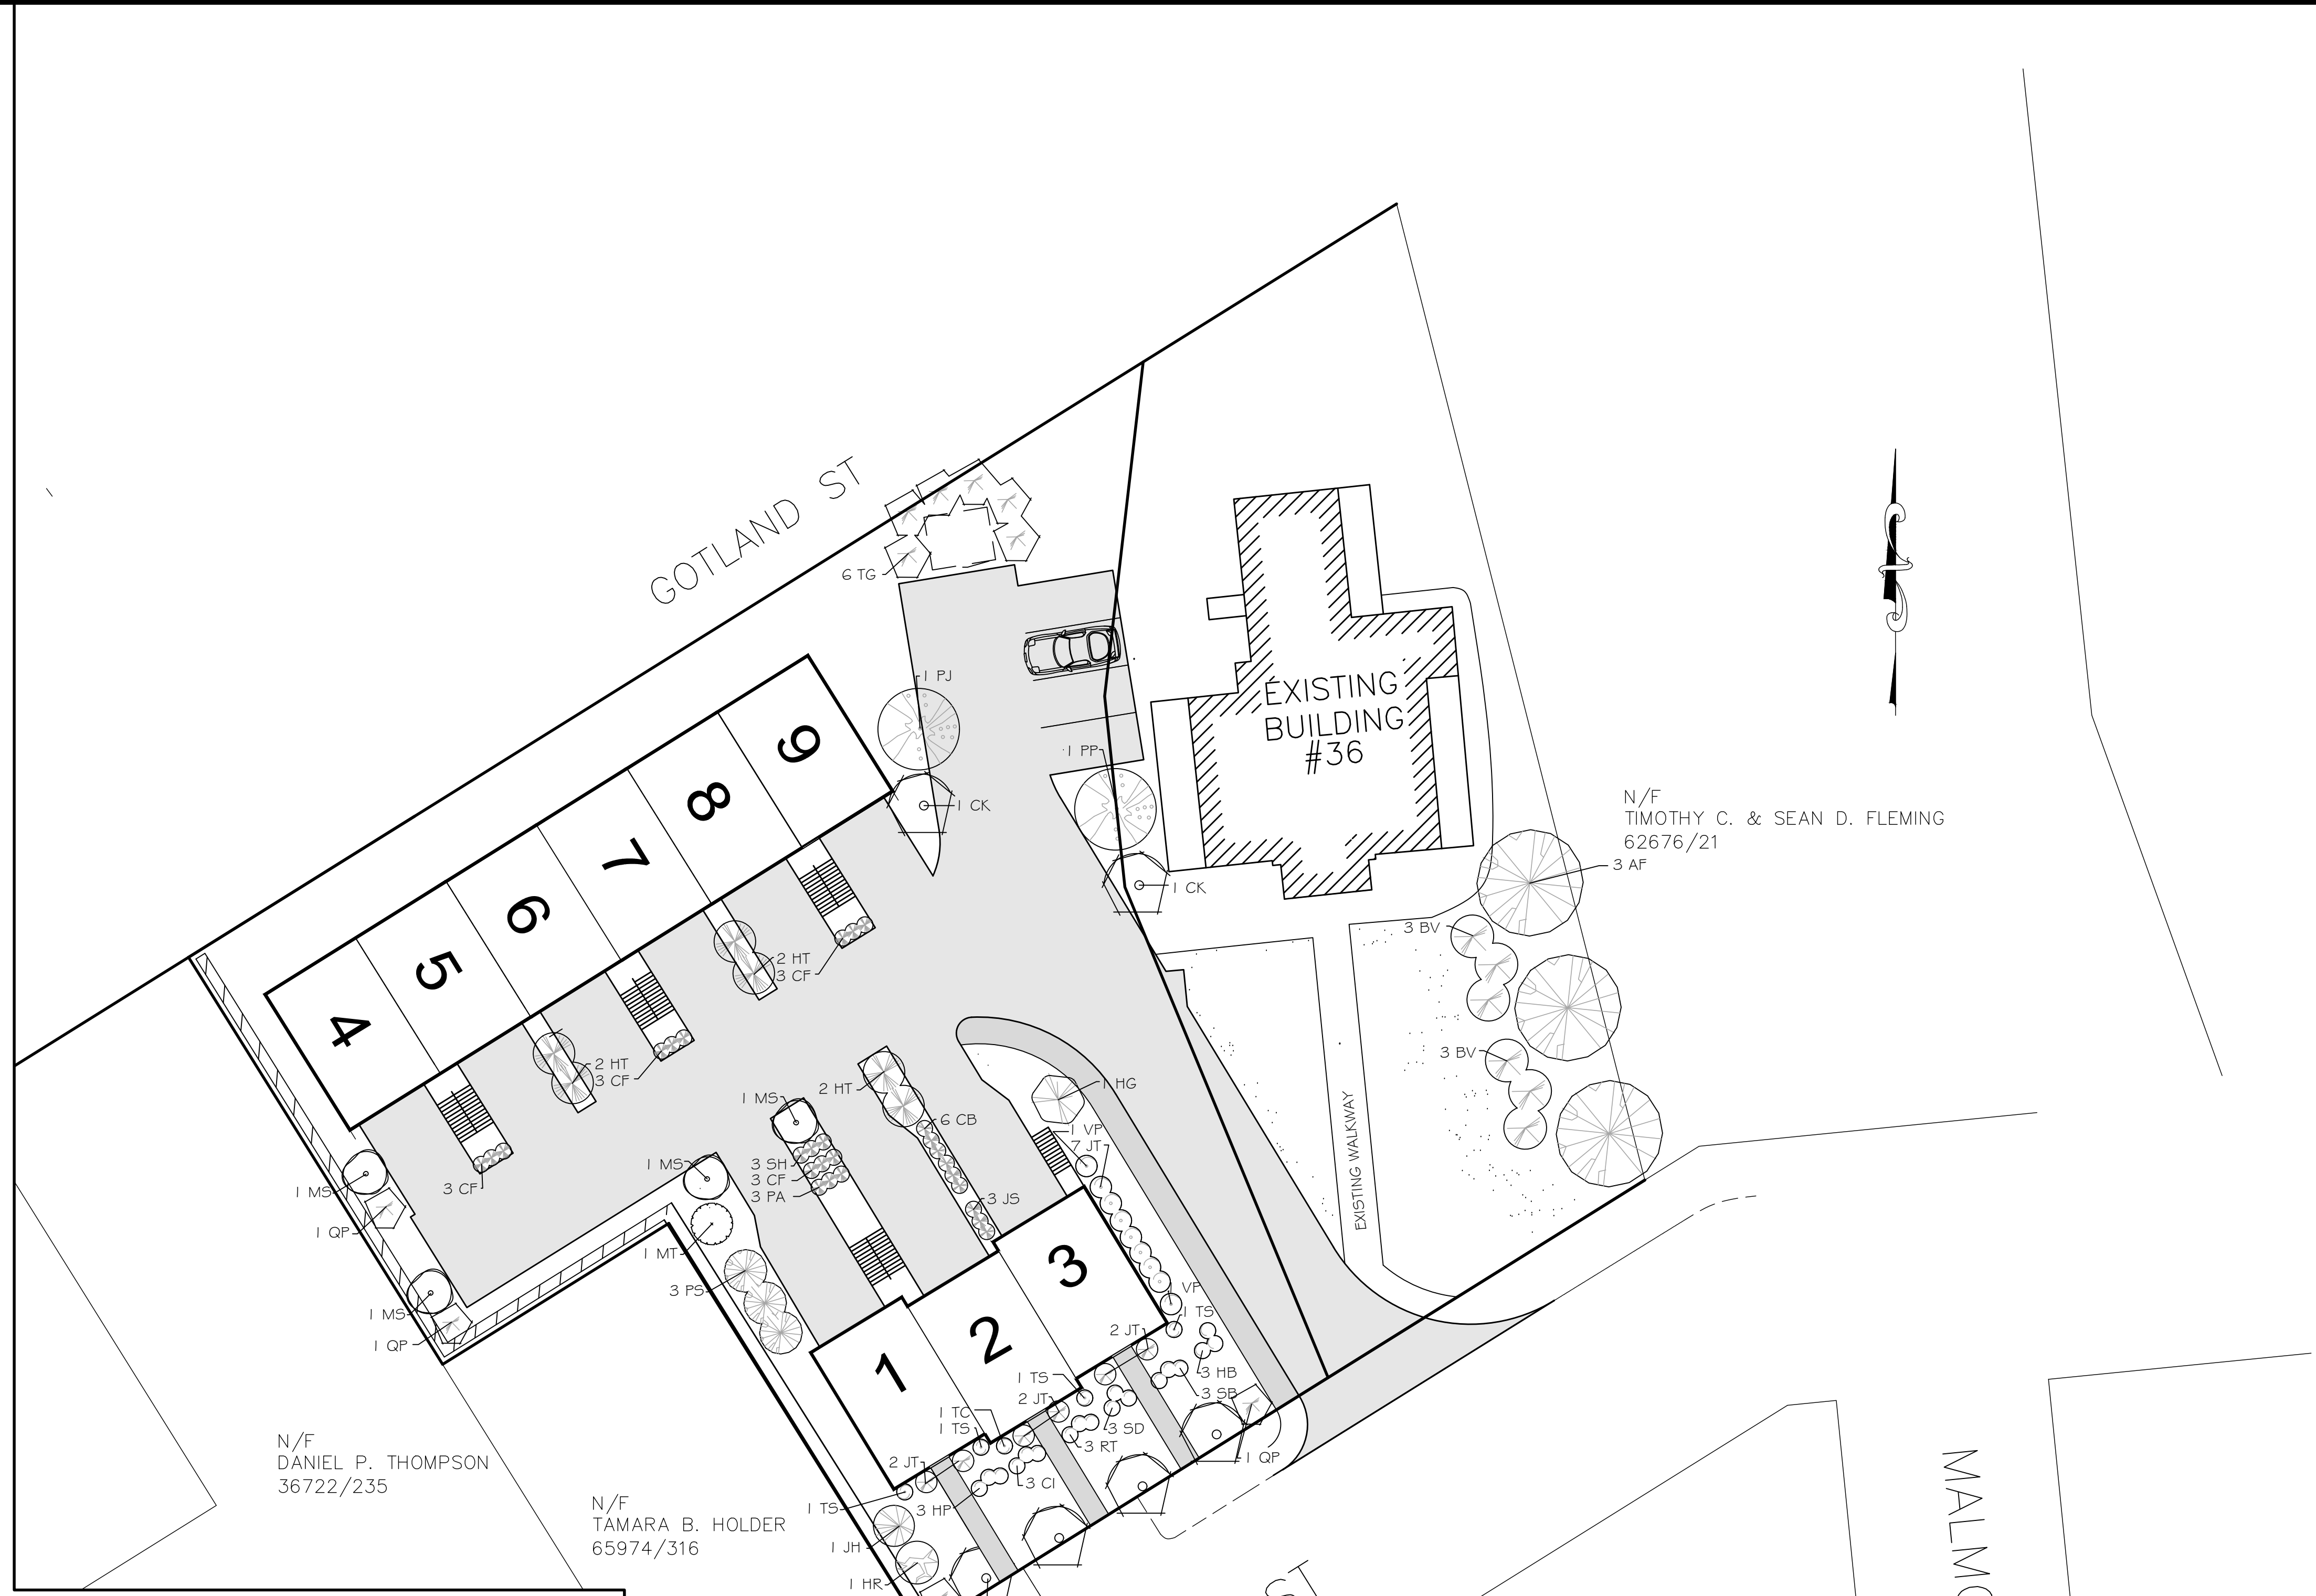 GOTLAND ST
6 TG
1 PJ
EXISTING
BUILDING
#36
1 PP
1 CK
9
8
7
6
5
4
N/F
TIMOTHY C. & SEAN D. FLEMING
62676/21
3 AF
1 CK
3 BV
2 HT
3 CF
3 BV
2 HT
3 CF
2 HT
1 HG
1 MS
6 CB
EXISTING WALKWAY
1 VP
7 JT
1 MS
3 SH
3 CF
3 PA
3 CF
1 MS
3 JS
1 QP
1 MT
3 PS
1 VP
1 MS
1 TS
1 QP
2 JT
3
2
1
3 HB
1 TS
3 SB
2 JT
1 TC
1 TS
3 SD
3 RT
1 QP
2 JT
3 CI
3 HP
1 TS
1 JH
1 HR
N/F
DANIEL P. THOMPSON
36722/235
N/F
TAMARA B. HOLDER
65974/316
ST
MALMO